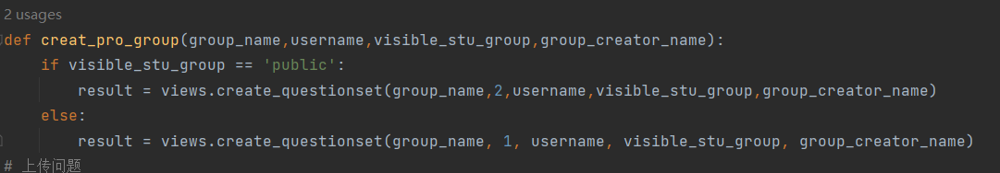 2 usages
def creat_pro_group(group_name,username,visible_stu_group,group_creator_name):
    if visible_stu_group == 'public':
        result = views.create_questionset(group_name,2,username,visible_stu_group,group_creator_name)
    else:
        result = views.create_questionset(group_name, 1, username, visible_stu_group, group_creator_name)
# 上传问题